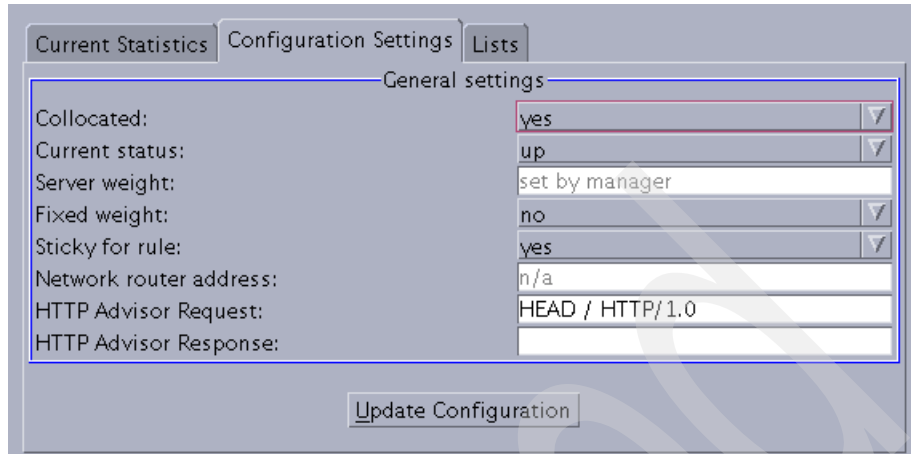 Current Statistics Configuration Settings Lists
General settings
Collocated: yes
Current status: up
Server weight: set by manager
Fixed weight: no
Sticky for rule: yes
Network router address: n/a
HTTP Advisor Request: HEAD / HTTP/1.0
HTTP Advisor Response:
Update Configuration